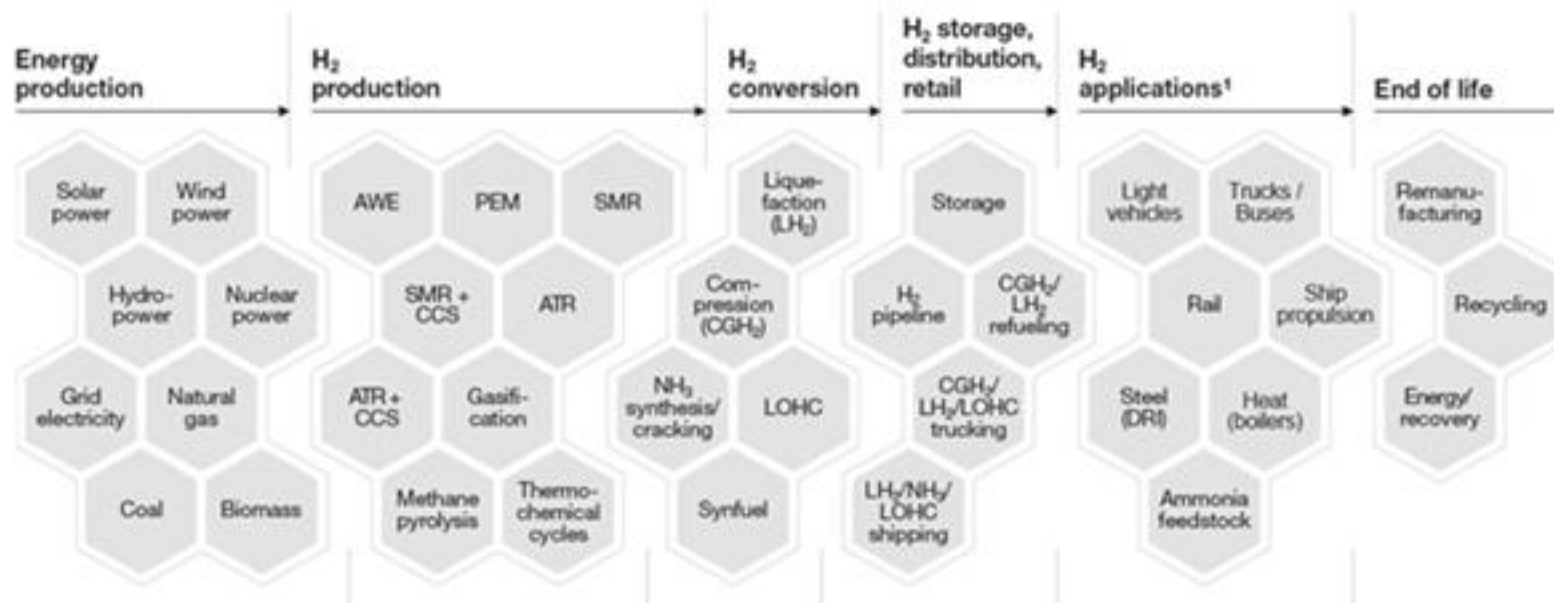 Energy
production
H₂
production
H₂
conversion
H₂ storage,
distribution,
retail
H₂
applications¹
End of life
Solar
power
Wind
power
Hydro-
power
Nuclear
power
Grid
electricity
Natural
gas
Coal
Biomass
AWE
PEM
SMR
SMR +
CCS
ATR
ATR +
CCS
Gasifi-
cation
Methane
pyrolysis
Thermo-
chemical
cycles
Lique-
faction
(LH₂)
Com-
pression
(CGH₂)
NH₃
synthesis/
cracking
LOHC
Synfuel
Storage
H₂
pipeline
CGH₂/
LH₂
refueling
CGH₂/
LH₂/LOHC
trucking
LH₂/NH₃/
LOHC
shipping
Light
vehicles
Trucks /
Buses
Rail
Ship
propulsion
Steel
(DRI)
Heat
(boilers)
Ammonia
feedstock
Remanu-
facturing
Recycling
Energy/
recovery